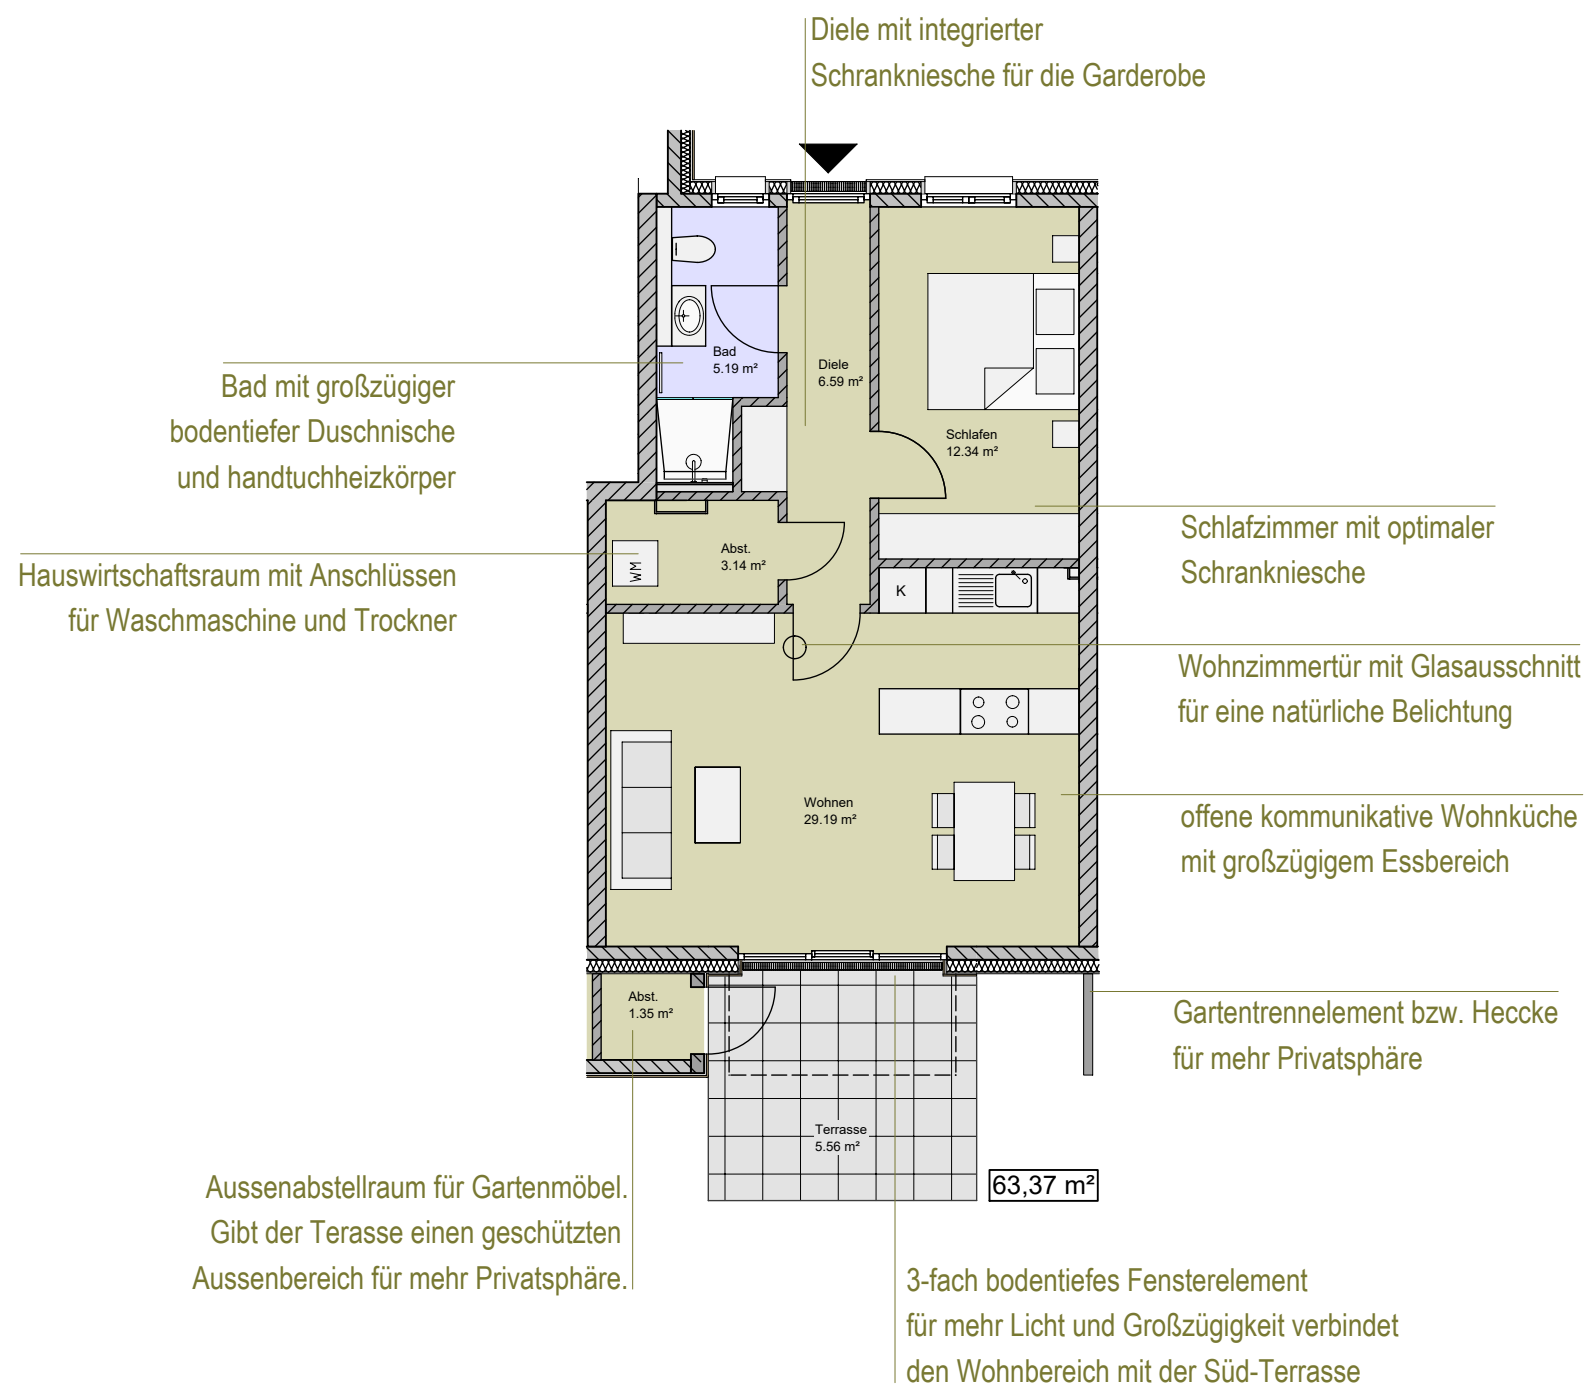 Diele mit integrierter
Schrankniesche für die Garderobe
Bad
5.19 m²
Diele
6.59 m²
Bad mit großzügiger
bodentiefer Duschnische
und handtuchheizkörper
Schlafen
12.34 m²
Schlafzimmer mit optimaler
Schrankniesche
Abst.
3.14 m²
WM
K
Hauswirtschaftsraum mit Anschlüssen
für Waschmaschine und Trockner
Wohnzimmertür mit Glasausschnitt
für eine natürliche Belichtung
Wohnen
29.19 m²
offene kommunikative Wohnküche
mit großzügigem Essbereich
Abst.
1.35 m²
Gartentrennelement bzw. Heccke
für mehr Privatsphäre
Terrasse
5.56 m²
63,37 m²
Aussenabstellraum für Gartenmöbel.
Gibt der Terasse einen geschützten
Aussenbereich für mehr Privatsphäre.
3-fach bodentiefes Fensterelement
für mehr Licht und Großzügigkeit verbindet
den Wohnbereich mit der Süd-Terrasse